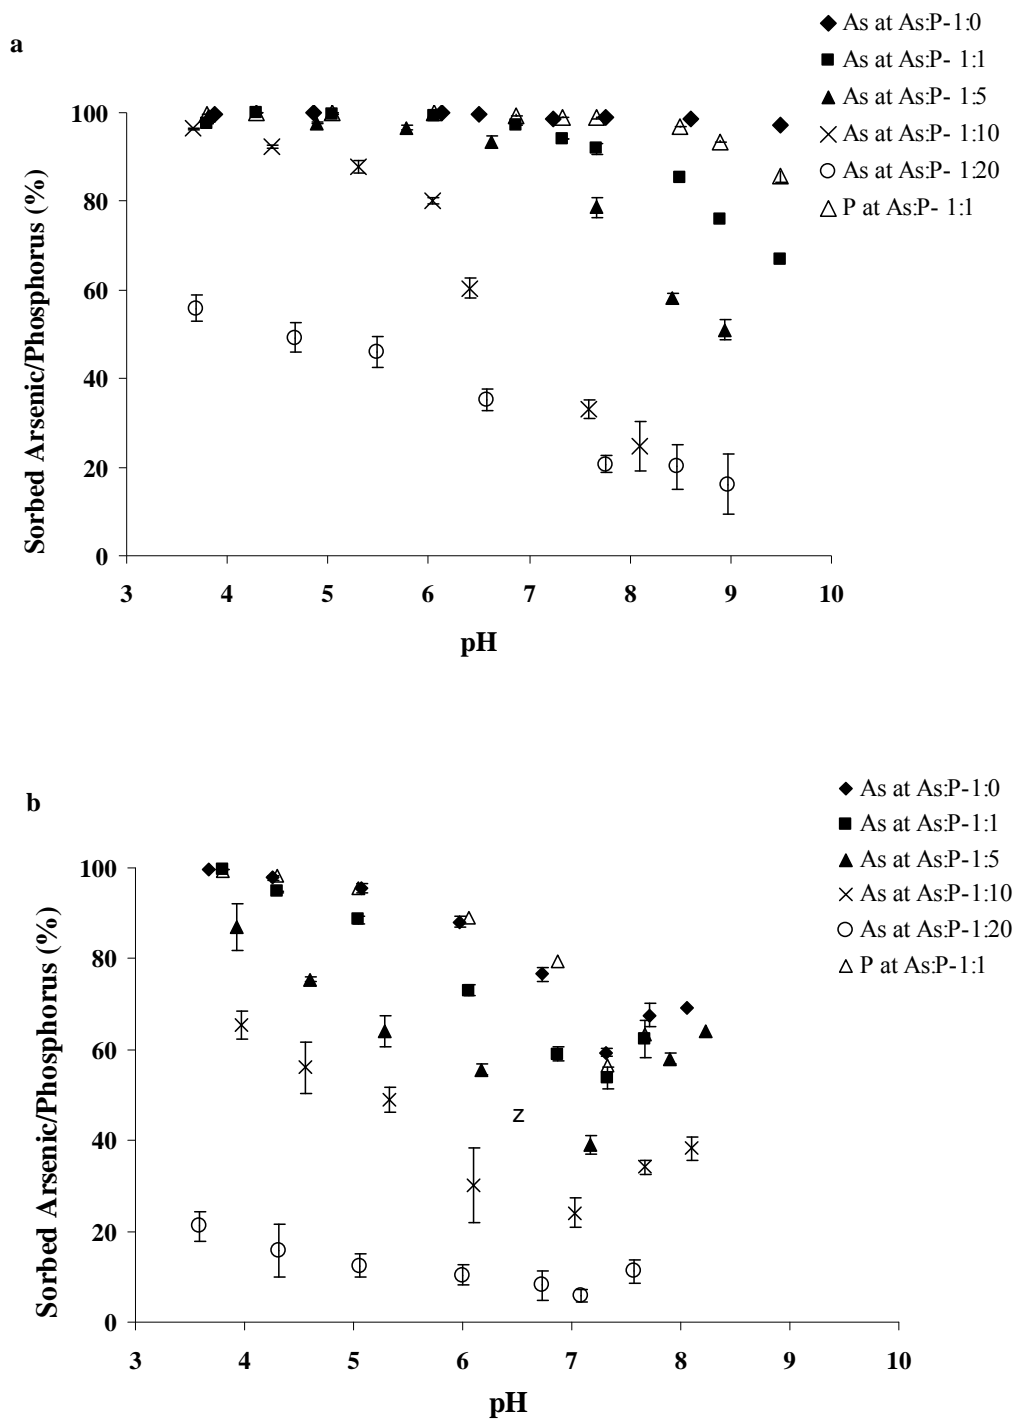 a
As at As:P-1:0
As at As:P- 1:1
As at As:P- 1:5
As at As:P- 1:10
As at As:P- 1:20
P at As:P- 1:1
Sorbed Arsenic/Phosphorus (%)
100
80
60
40
20
0
3 4 5 6 7 8 9 10
pH
b
As at As:P-1:0
As at As:P-1:1
As at As:P-1:5
As at As:P-1:10
As at As:P-1:20
P at As:P-1:1
Sorbed Arsenic/Phosphorus (%)
100
80
60
z
40
20
0
3 4 5 6 7 8 9 10
pH